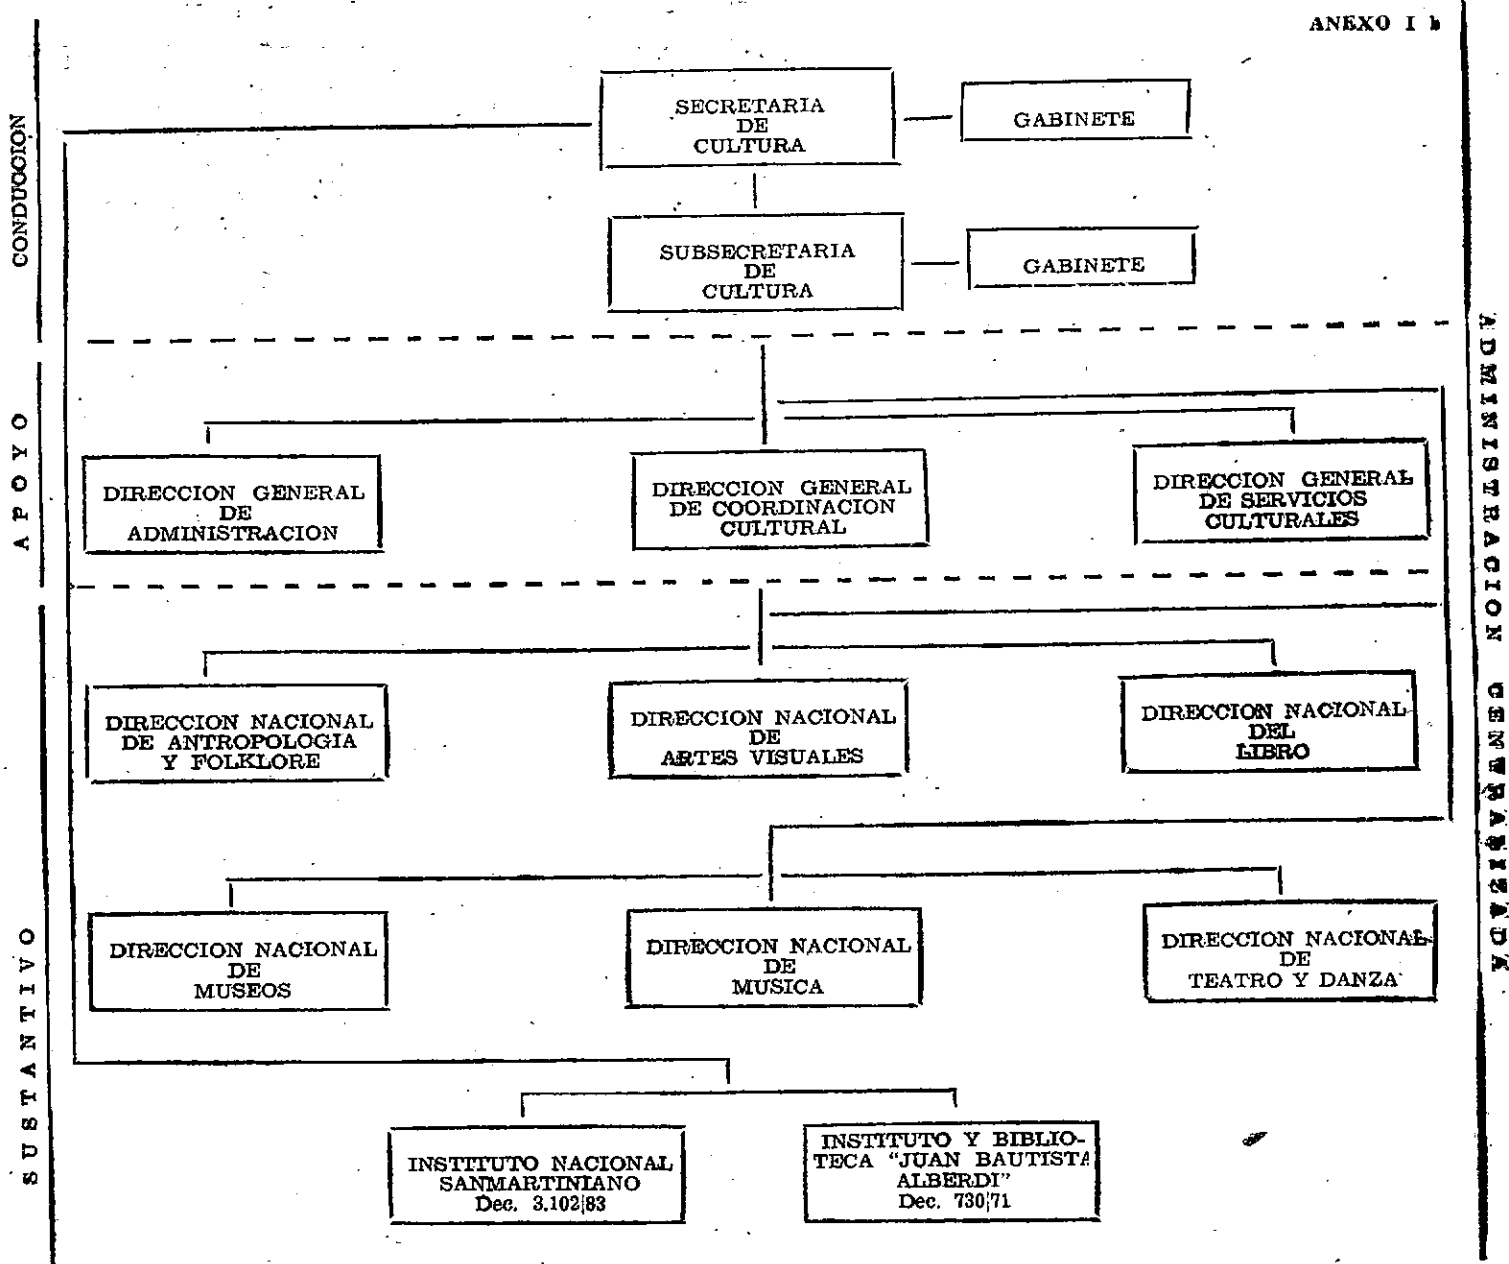 ANEXO I b
CONDUCCION
SECRETARIA
DE
CULTURA
GABINETE
SUBSECRETARIA
DE
CULTURA
GABINETE
APOYO
DIRECCION GENERAL
DE
ADMINISTRACION
DIRECCION GENERAL
DE COORDINACION
CULTURAL
DIRECCION GENERAL
DE SERVICIOS
CULTURALES
SUSTANTIVO
DIRECCION NACIONAL
DE ANTROPOLOGIA
Y FOLKLORE
DIRECCION NACIONAL
DE
ARTES VISUALES
DIRECCION NACIONAL
DEL
LIBRO
DIRECCION NACIONAL
DE
MUSEOS
DIRECCION NACIONAL
DE
MUSICA
DIRECCION NACIONAL
DE
TEATRO Y DANZA
INSTITUTO NACIONAL
SANMARTINIANO
Dec. 3.102|83
INSTITUTO Y BIBLIO-
TECA "JUAN BAUTISTA
ALBERDI"
Dec. 730|71
ADMINISTRACION CENTRALIZADA